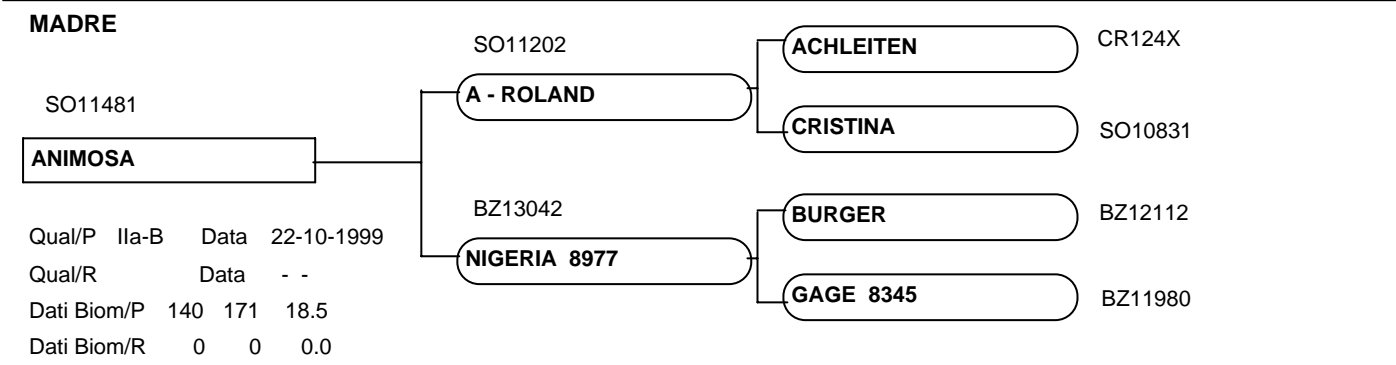 MADRE
SO11202
ACHLEITEN CR124X
SO11481
A - ROLAND
CRISTINA SO10831
ANIMOSA
BZ13042
BURGER BZ12112
Qual/P IIa-B Data 22-10-1999
NIGERIA 8977
Qual/R Data - -
GAGE 8345 BZ11980
Dati Biom/P 140 171 18.5
Dati Biom/R 0 0 0.0